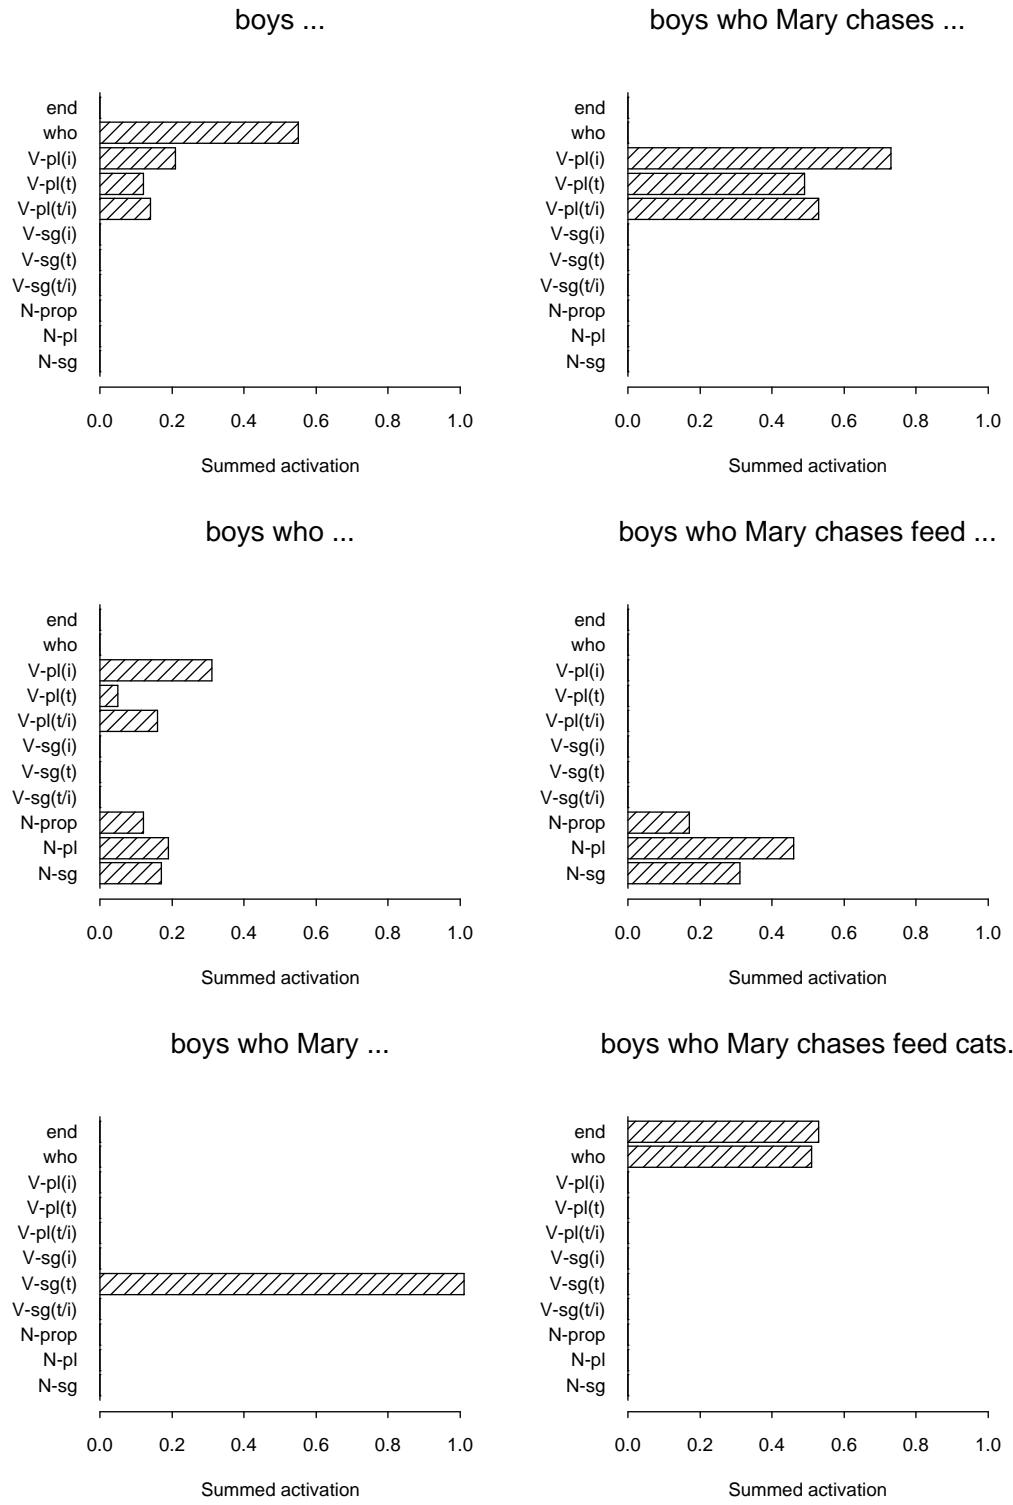 boys ...
end
who
V-pl(i)
V-pl(t)
V-pl(t/i)
V-sg(i)
V-sg(t)
V-sg(t/i)
N-prop
N-pl
N-sg
0.0 0.2 0.4 0.6 0.8 1.0
Summed activation
boys who Mary chases ...
end
who
V-pl(i)
V-pl(t)
V-pl(t/i)
V-sg(i)
V-sg(t)
V-sg(t/i)
N-prop
N-pl
N-sg
0.0 0.2 0.4 0.6 0.8 1.0
Summed activation
boys who ...
end
who
V-pl(i)
V-pl(t)
V-pl(t/i)
V-sg(i)
V-sg(t)
V-sg(t/i)
N-prop
N-pl
N-sg
0.0 0.2 0.4 0.6 0.8 1.0
Summed activation
boys who Mary chases feed ...
end
who
V-pl(i)
V-pl(t)
V-pl(t/i)
V-sg(i)
V-sg(t)
V-sg(t/i)
N-prop
N-pl
N-sg
0.0 0.2 0.4 0.6 0.8 1.0
Summed activation
boys who Mary ...
end
who
V-pl(i)
V-pl(t)
V-pl(t/i)
V-sg(i)
V-sg(t)
V-sg(t/i)
N-prop
N-pl
N-sg
0.0 0.2 0.4 0.6 0.8 1.0
Summed activation
boys who Mary chases feed cats.
end
who
V-pl(i)
V-pl(t)
V-pl(t/i)
V-sg(i)
V-sg(t)
V-sg(t/i)
N-prop
N-pl
N-sg
0.0 0.2 0.4 0.6 0.8 1.0
Summed activation